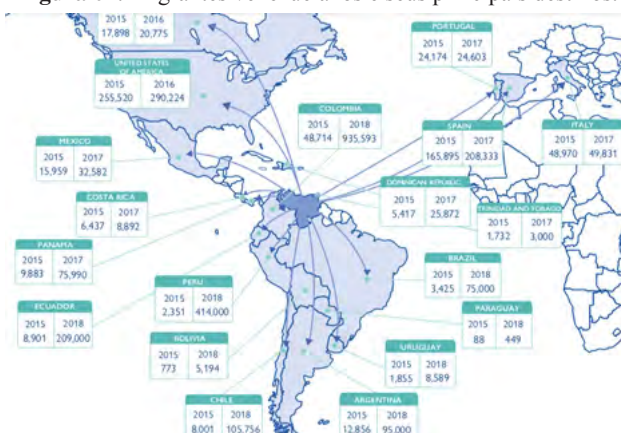 Figura venezuelanos e seus principais destinos.
2015 2016
17,898 20,775
PORTUGAL
2015 2017
24,174 24,603
UNITED STATES
OF AMERICA
2015 2016
255,520 290,224
COLOMBIA
2015 2018
48,714 935,593
SPAIN
2015 2017
165,895 208,333
ITALY
2015 2017
48,970 49,831
MEXICO
2015 2017
15,959 32,582
DOMINICAN REPUBLIC
2015 2017
5,417 25,872
COSTA RICA
2015 2017
6,437 8,892
TRINIDAD AND TOBAGO
2015 2017
1,732 3,000
PANAMA
2015 2017
9,883 75,990
BRAZIL
2015 2018
3,425 75,000
PERU
2015 2018
2,351 414,000
ECUADOR
2015 2018
8,901 209,000
PARAGUAY
2015 2018
88 449
BOLIVIA
2015 2018
773 5,194
URUGUAY
2015 2018
1,855 8,589
CHILE
2015 2018
8,001 105,756
ARGENTINA
2015 2018
12,856 95,000